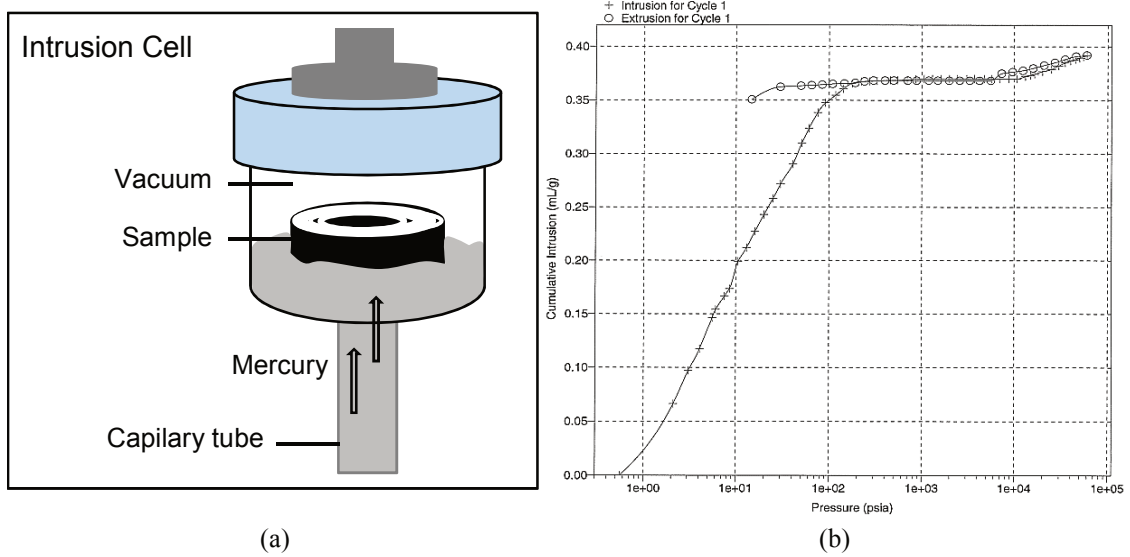 Intrusion Cell
Vacuum
Sample
Mercury
Capilary tube
(a)
+ Intrusion for Cycle 1
○ Extrusion for Cycle 1
Cumulative Intrusion (mL/g)
0.40
0.35
0.30
0.25
0.20
0.15
0.10
0.05
0.00
1e+00 1e+01 1e+02 1e+03 1e+04 1e+05
Pressure (psia)
(b)